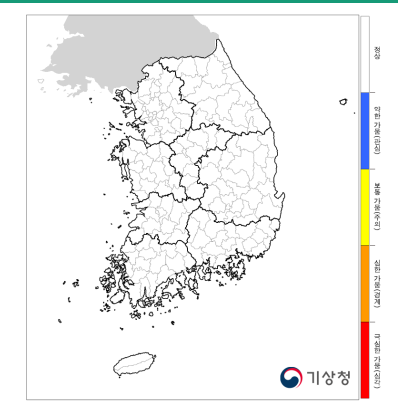 정상
약한 가뭄(관심)
보통 가뭄(주의)
심한 가뭄(경계)
극심한 가뭄(심각)
기상청